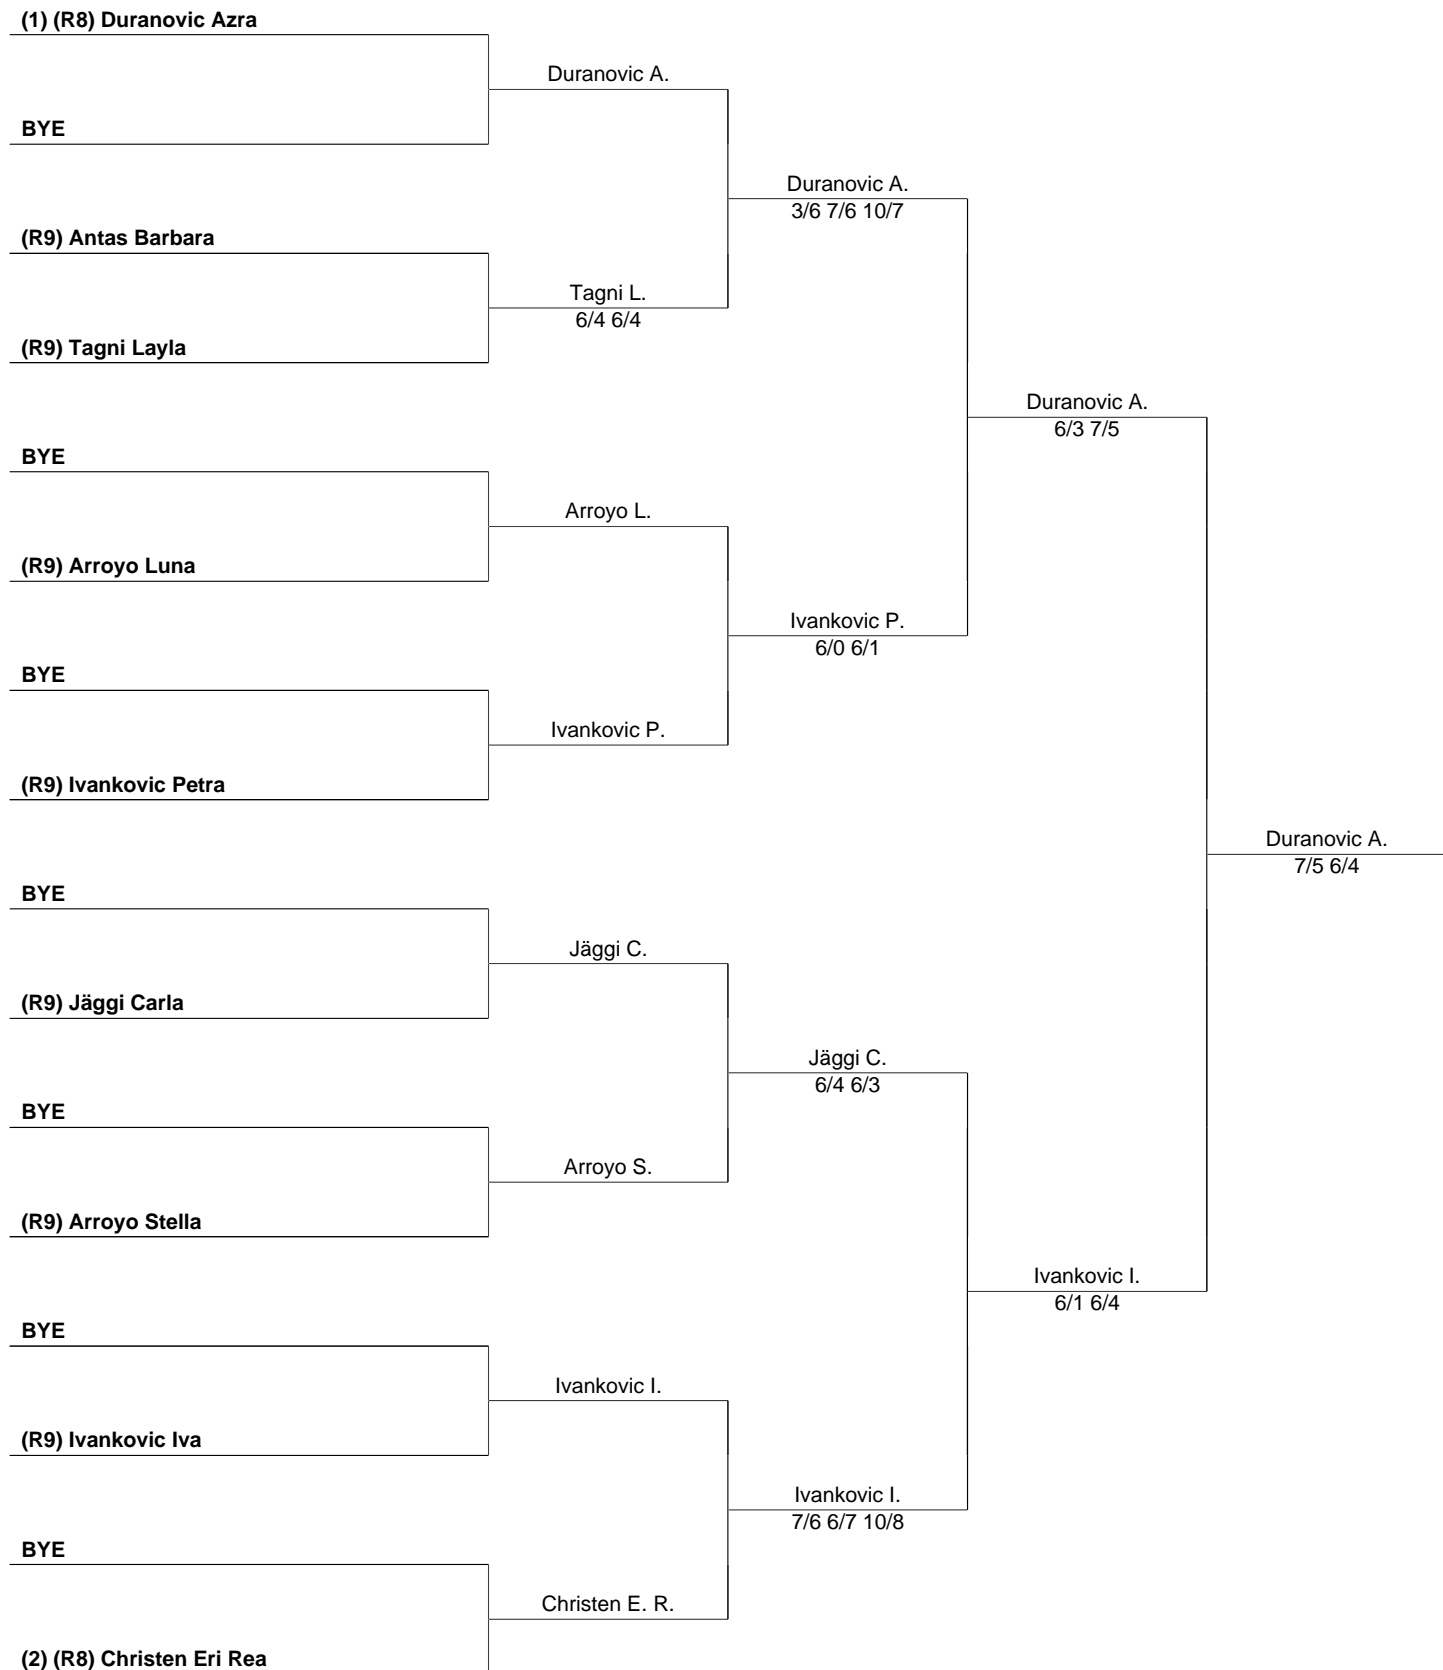 (1) (R8) Duranovic Azra
Duranovic A.
BYE
Duranovic A.
3/6 7/6 10/7
(R9) Antas Barbara
Tagni L.
6/4 6/4
(R9) Tagni Layla
Duranovic A.
6/3 7/5
BYE
Arroyo L.
(R9) Arroyo Luna
Ivankovic P.
6/0 6/1
BYE
Ivankovic P.
(R9) Ivankovic Petra
Duranovic A.
7/5 6/4
BYE
Jäggi C.
(R9) Jäggi Carla
Jäggi C.
6/4 6/3
BYE
Arroyo S.
(R9) Arroyo Stella
Ivankovic I.
6/1 6/4
BYE
Ivankovic I.
(R9) Ivankovic Iva
Ivankovic I.
7/6 6/7 10/8
BYE
Christen E. R.
(2) (R8) Christen Eri Rea